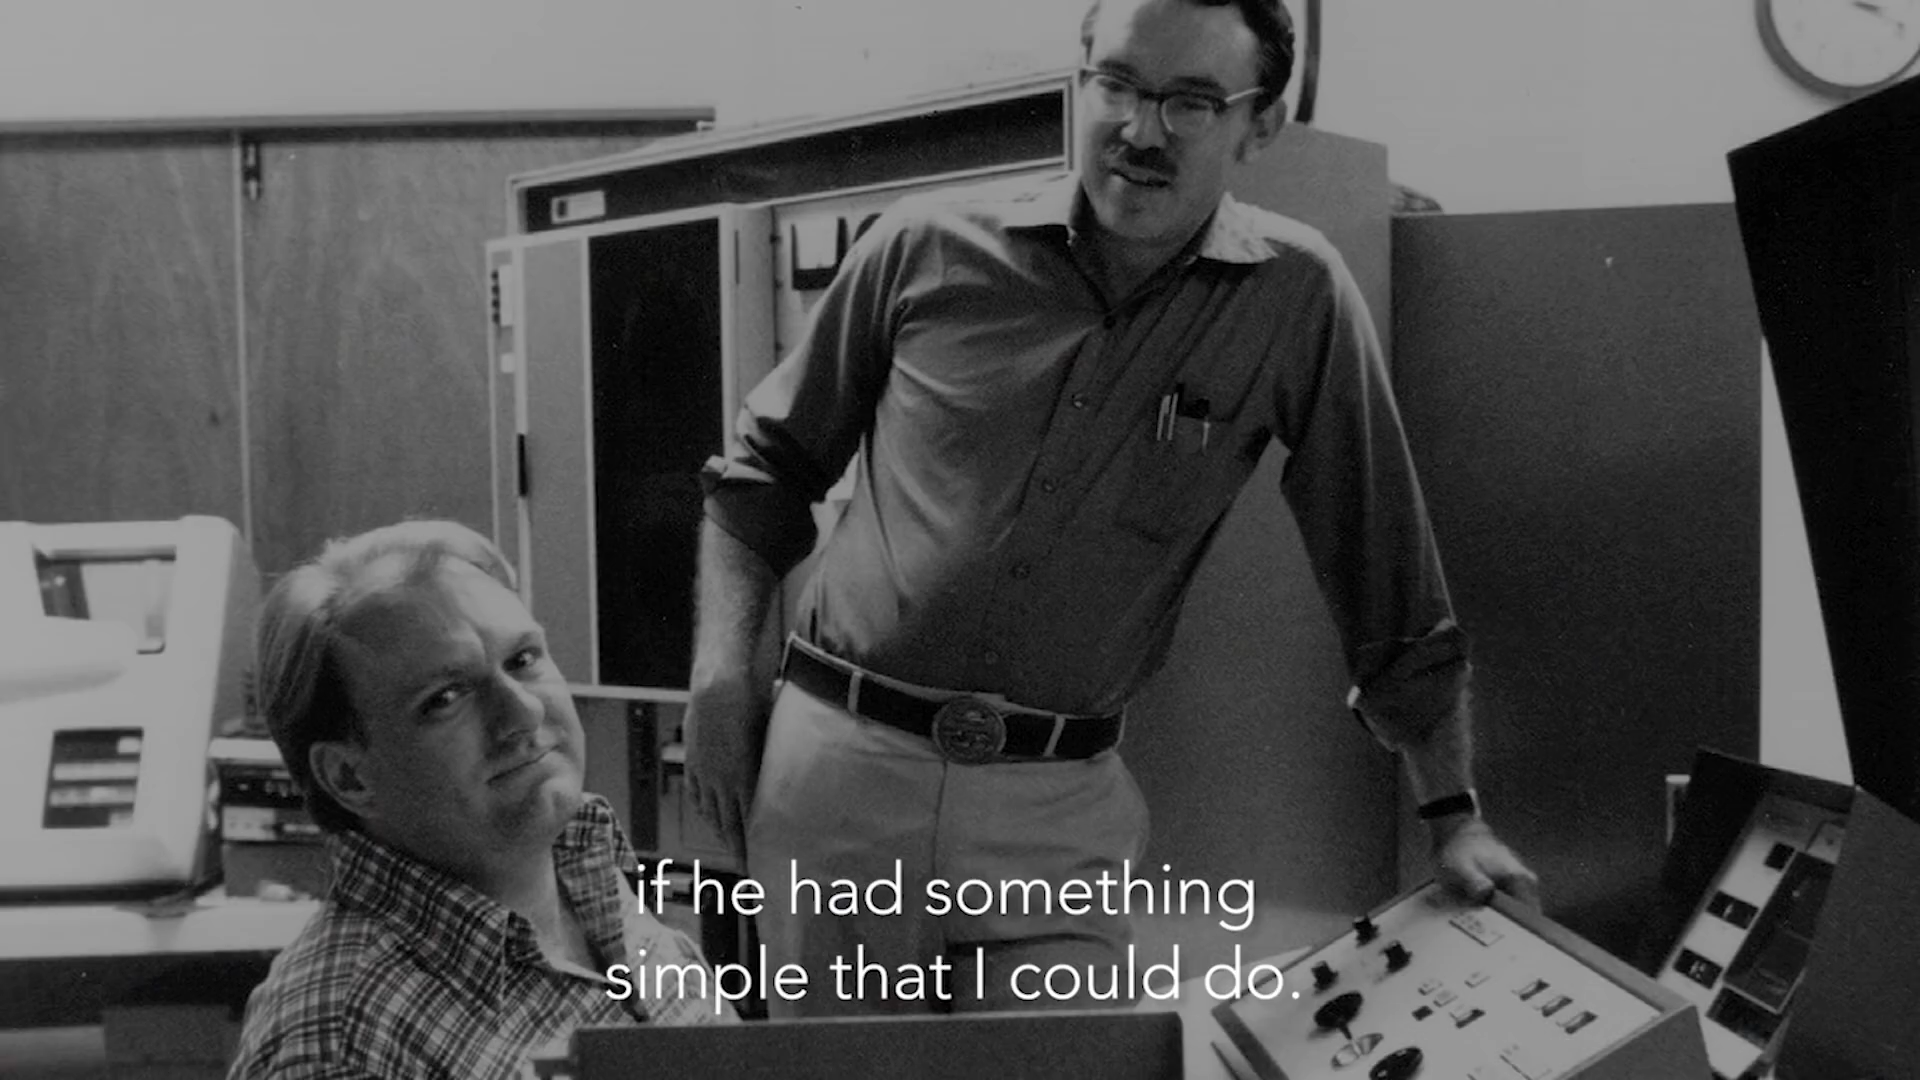 if he had something
simple that I could do.